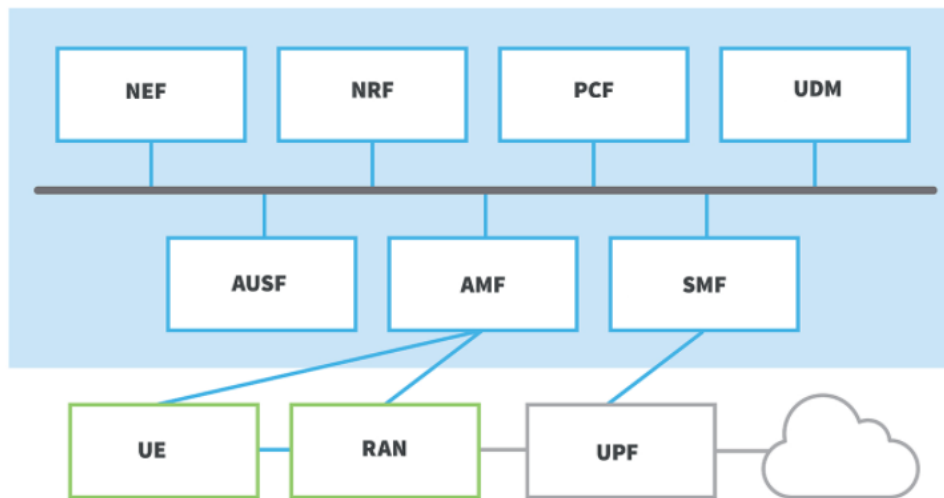 NEF
NRF
PCF
UDM
AUSF
AMF
SMF
UE
RAN
UPF